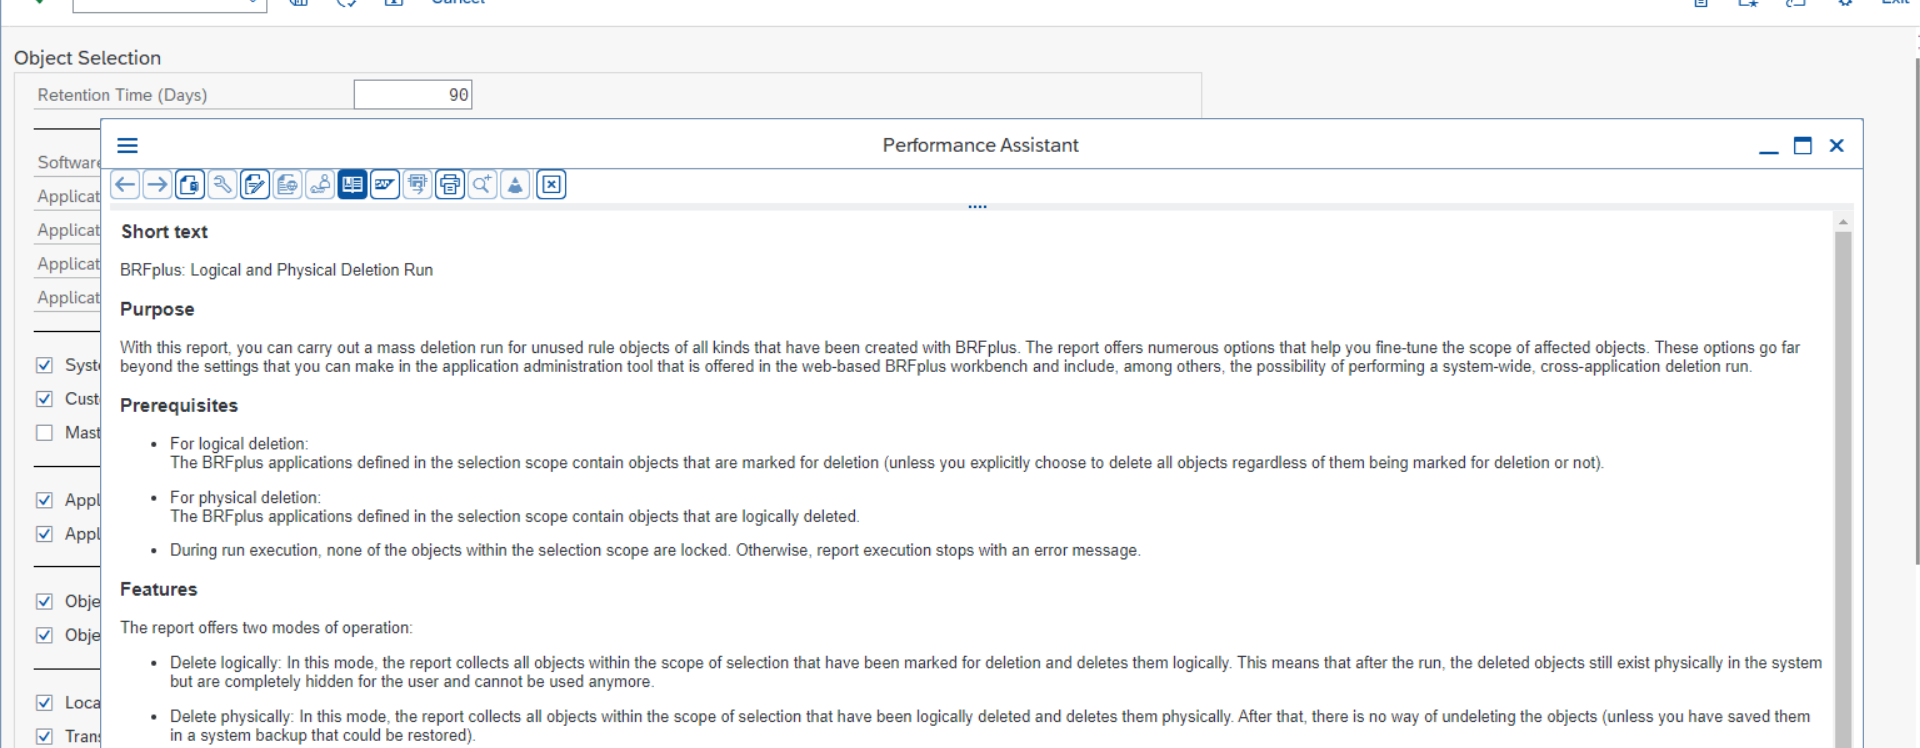 Cancel
Exit
Object Selection
Retention Time (Days) 90
Performance Assistant
Software
Applicat
Applicat
Applicat
Applicat
Syst
Cust
Mast
Appl
Appl
Obje
Obje
Loca
Trans
Short text
BRFplus: Logical and Physical Deletion Run
Purpose
With this report, you can carry out a mass deletion run for unused rule objects of all kinds that have been created with BRFplus. The report offers numerous options that help you fine-tune the scope of affected objects. These options go far
beyond the settings that you can make in the application administration tool that is offered in the web-based BRFplus workbench and include, among others, the possibility of performing a system-wide, cross-application deletion run.
Prerequisites
• For logical deletion:
The BRFplus applications defined in the selection scope contain objects that are marked for deletion (unless you explicitly choose to delete all objects regardless of them being marked for deletion or not).
• For physical deletion:
The BRFplus applications defined in the selection scope contain objects that are logically deleted.
• During run execution, none of the objects within the selection scope are locked. Otherwise, report execution stops with an error message.
Features
The report offers two modes of operation:
• Delete logically: In this mode, the report collects all objects within the scope of selection that have been marked for deletion and deletes them logically. This means that after the run, the deleted objects still exist physically in the system
but are completely hidden for the user and cannot be used anymore.
• Delete physically: In this mode, the report collects all objects within the scope of selection that have been logically deleted and deletes them physically. After that, there is no way of undeleting the objects (unless you have saved them
in a system backup that could be restored).